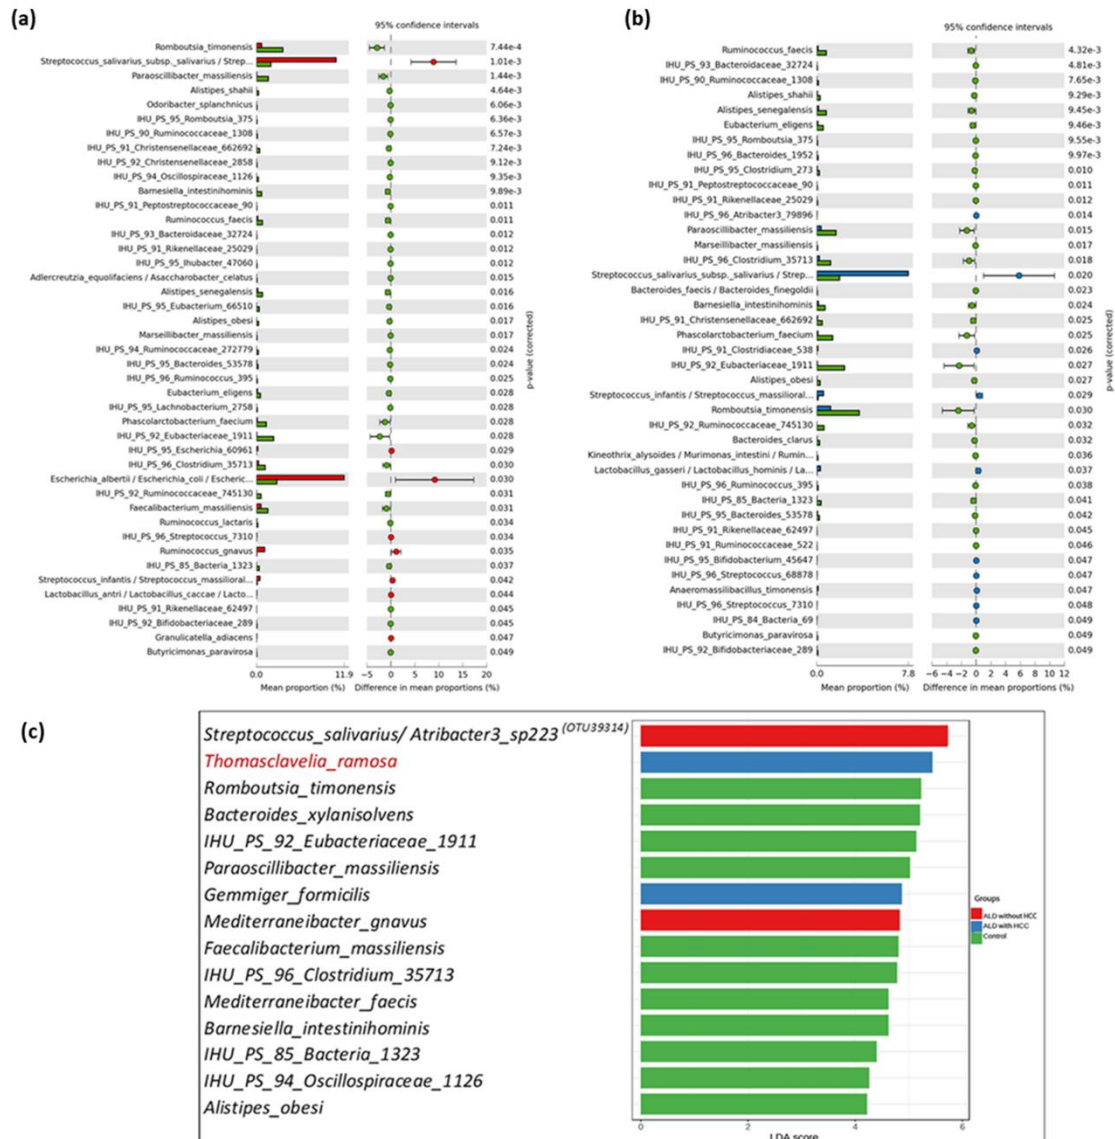 (a)
95% confidence intervals
Romboutsia_timonensis 7.44e-4
Streptococcus_salivarius_subsp._salivarius / Strep... 1.01e-3
Paraoscillibacter_massiliensis 1.44e-3
Alistipes_shahii 4.64e-3
Odoribacter_splanchnicus 6.06e-3
IHU_PS_95_Romboutsia_375 6.36e-3
IHU_PS_90_Ruminococcaceae_1308 6.57e-3
IHU_PS_91_Christensenellaceae_662692 7.24e-3
IHU_PS_92_Christensenellaceae_2858 9.12e-3
IHU_PS_94_Oscillospiraceae_1126 9.35e-3
Barnesiella_intestinihominis 9.89e-3
IHU_PS_91_Peptostreptococcaceae_90 0.011
Ruminococcus_faecis 0.011
IHU_PS_93_Bacteroidaceae_32724 0.012
IHU_PS_91_Rikenellaceae_25029 0.012
IHU_PS_95_Ihubacter_47060 0.012
Adlercreutzia_equolifaciens / Asaccharobacter_celatus 0.015
Alistipes_senegalensis 0.016
IHU_PS_95_Eubacterium_66510 0.016
Alistipes_obesi 0.017
Marseillibacter_massiliensis 0.017
IHU_PS_94_Ruminococcaceae_272779 0.024
IHU_PS_95_Bacteroides_53578 0.024
IHU_PS_96_Ruminococcus_395 0.025
Eubacterium_eligens 0.028
IHU_PS_95_Lachnobacterium_2758 0.028
Phascolarctobacterium_faecium 0.028
IHU_PS_92_Eubacteriaceae_1911 0.028
IHU_PS_95_Escherichia_60961 0.029
IHU_PS_96_Clostridium_35713 0.030
Escherichia_albertii / Escherichia_coli / Escheric... 0.030
IHU_PS_92_Ruminococcaceae_745130 0.031
Faecalibacterium_massiliensis 0.031
Ruminococcus_lactaris 0.034
IHU_PS_96_Streptococcus_7310 0.034
Ruminococcus_gnavus 0.035
IHU_PS_85_Bacteria_1323 0.037
Streptococcus_infantis / Streptococcus_massilioral... 0.042
Lactobacillus_antri / Lactobacillus_caccae / Lacto... 0.044
IHU_PS_91_Rikenellaceae_62497 0.045
IHU_PS_92_Bifidobacteriaceae_289 0.045
Granulicatella_adiacens 0.047
Butyricimonas_paravirosa 0.049
p-value (corrected)
0.0 11.9 −5 0 5 10 15 20
Mean proportion (%) Difference in mean proportions (%)
(b)
95% confidence intervals
Ruminococcus_faecis 4.32e-3
IHU_PS_93_Bacteroidaceae_32724 4.81e-3
IHU_PS_90_Ruminococcaceae_1308 7.65e-3
Alistipes_shahii 9.29e-3
Alistipes_senegalensis 9.45e-3
Eubacterium_eligens 9.46e-3
IHU_PS_95_Romboutsia_375 9.55e-3
IHU_PS_96_Bacteroides_1952 9.97e-3
IHU_PS_95_Clostridium_273 0.010
IHU_PS_91_Peptostreptococcaceae_90 0.011
IHU_PS_91_Rikenellaceae_25029 0.012
IHU_PS_96_Atribacter3_79896 0.014
Paraoscillibacter_massiliensis 0.015
Marseillibacter_massiliensis 0.017
IHU_PS_96_Clostridium_35713 0.018
Streptococcus_salivarius_subsp._salivarius / Strep... 0.020
Bacteroides_faecis / Bacteroides_finegoldii 0.023
Barnesiella_intestinihominis 0.024
IHU_PS_91_Christensenellaceae_662692 0.025
Phascolarctobacterium_faecium 0.025
IHU_PS_91_Clostridiaceae_538 0.026
IHU_PS_92_Eubacteriaceae_1911 0.027
Alistipes_obesi 0.027
Streptococcus_infantis / Streptococcus_massilioral... 0.029
Romboutsia_timonensis 0.030
IHU_PS_92_Ruminococcaceae_745130 0.032
Bacteroides_clarus 0.032
Kineothrix_alysoides / Murimonas_intestini / Rumin... 0.036
Lactobacillus_gasseri / Lactobacillus_hominis / La... 0.037
IHU_PS_96_Ruminococcus_395 0.038
IHU_PS_85_Bacteria_1323 0.041
IHU_PS_95_Bacteroides_53578 0.042
IHU_PS_91_Rikenellaceae_62497 0.045
IHU_PS_91_Ruminococcaceae_522 0.046
IHU_PS_95_Bifidobacterium_45647 0.047
IHU_PS_96_Streptococcus_68878 0.047
Anaeromassilibacillus_timonensis 0.047
IHU_PS_96_Streptococcus_7310 0.048
IHU_PS_84_Bacteria_69 0.049
Butyricimonas_paravirosa 0.049
IHU_PS_92_Bifidobacteriaceae_289 0.049
p-value (corrected)
0.0 7.8 −6 −4 −2 0 2 4 6 8 10 12
Mean proportion (%) Difference in mean proportions (%)
(c)
Streptococcus_salivarius/ Atribacter3_sp223 (OTU39314)
Thomasclavelia_ramosa
Romboutsia_timonensis
Bacteroides_xylanisolvens
IHU_PS_92_Eubacteriaceae_1911
Paraoscillibacter_massiliensis
Gemmiger_formicilis
Mediterraneibacter_gnavus
Faecalibacterium_massiliensis
IHU_PS_96_Clostridium_35713
Mediterraneibacter_faecis
Barnesiella_intestinihominis
IHU_PS_85_Bacteria_1323
IHU_PS_94_Oscillospiraceae_1126
Alistipes_obesi
Groups
ALD without HCC
ALD with HCC
Control
0 2 4 6
LDA score